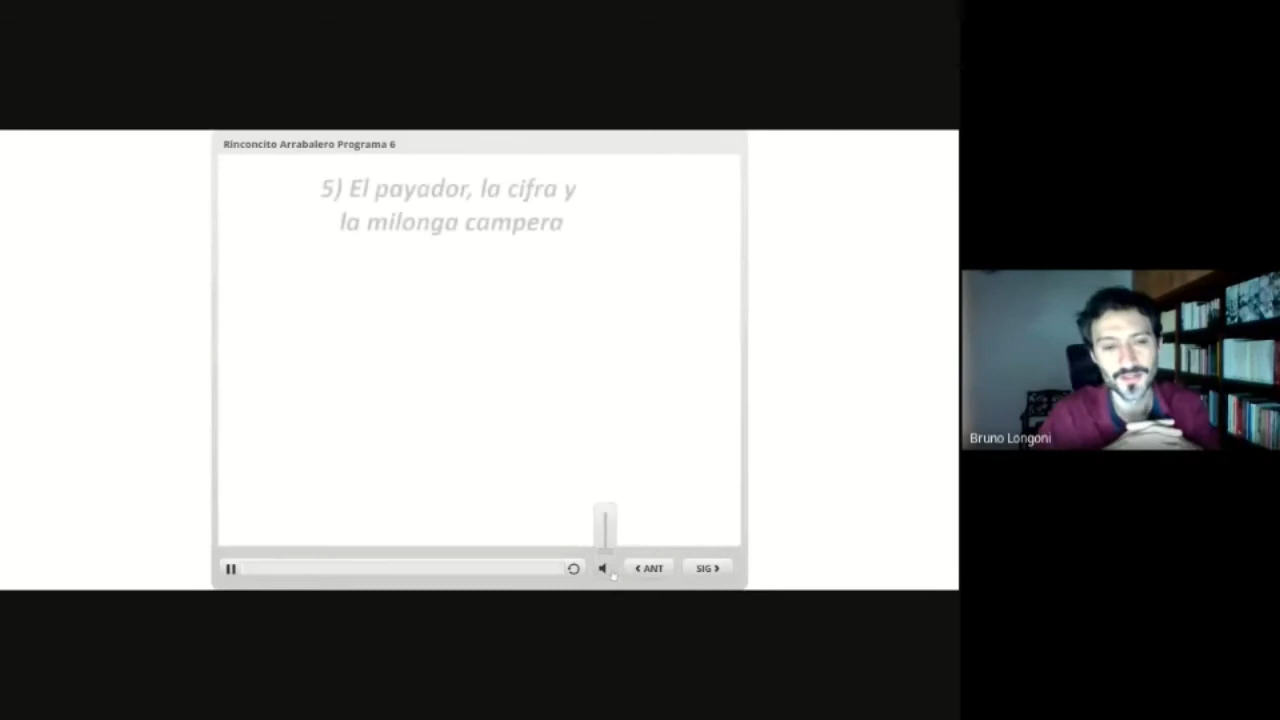 Rinconcito Arrabalero Programa 6
5) El payador, la cifra y
la milonga campera
ANT
SIG
Bruno Longoni